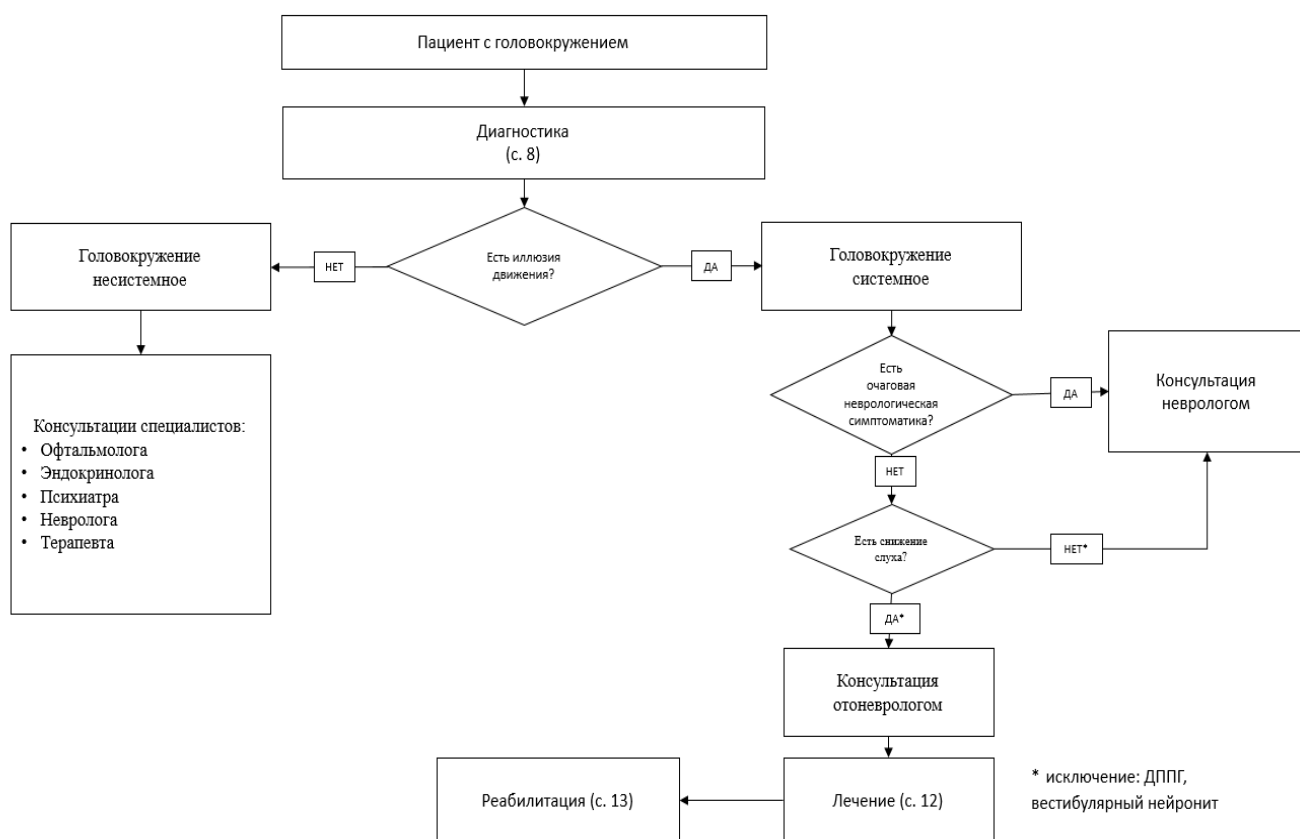 Пациент с головокружением
Диагностика
(с. 8)
Есть иллюзия
движения?
НЕТ
ДА
Головокружение
несистемное
Головокружение
системное
Консультации специалистов:
• Офтальмолога
• Эндокринолога
• Психиатра
• Невролога
• Терапевта
Есть
очаговая
неврологическая
симптоматика?
ДА
Консультация
неврологом
НЕТ
Есть снижение
слуха?
НЕТ*
ДА*
Консультация
отоневрологом
Реабилитация (с. 13)
Лечение (с. 12)
* исключение: ДППГ,
вестибулярный нейронит